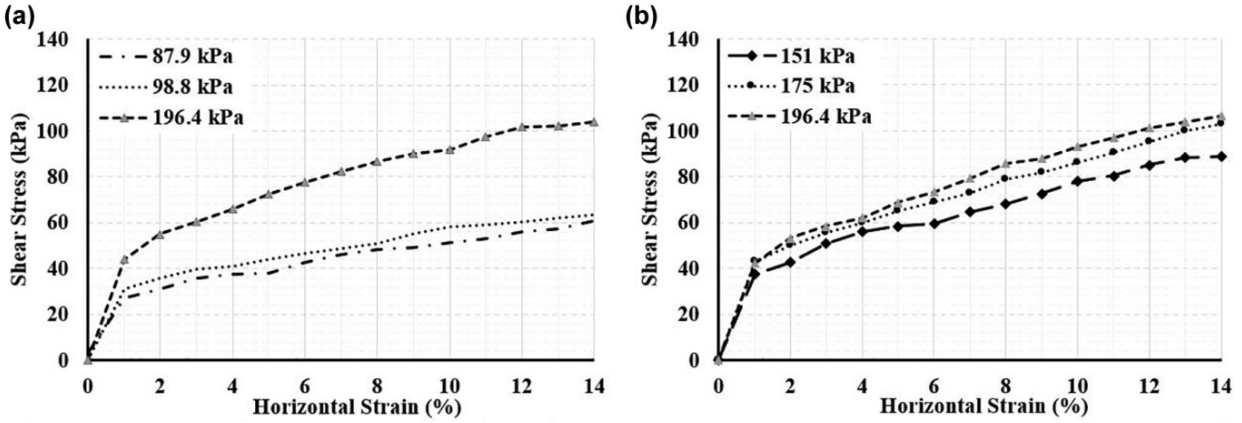 (a)
140
120
100
80
60
40
20
0
Shear Stress (kPa)
87.9 kPa
98.8 kPa
196.4 kPa
0 2 4 6 8 10 12 14
Horizontal Strain (%)
(b)
140
120
100
80
60
40
20
0
Shear Stress (kPa)
151 kPa
175 kPa
196.4 kPa
0 2 4 6 8 10 12 14
Horizontal Strain (%)